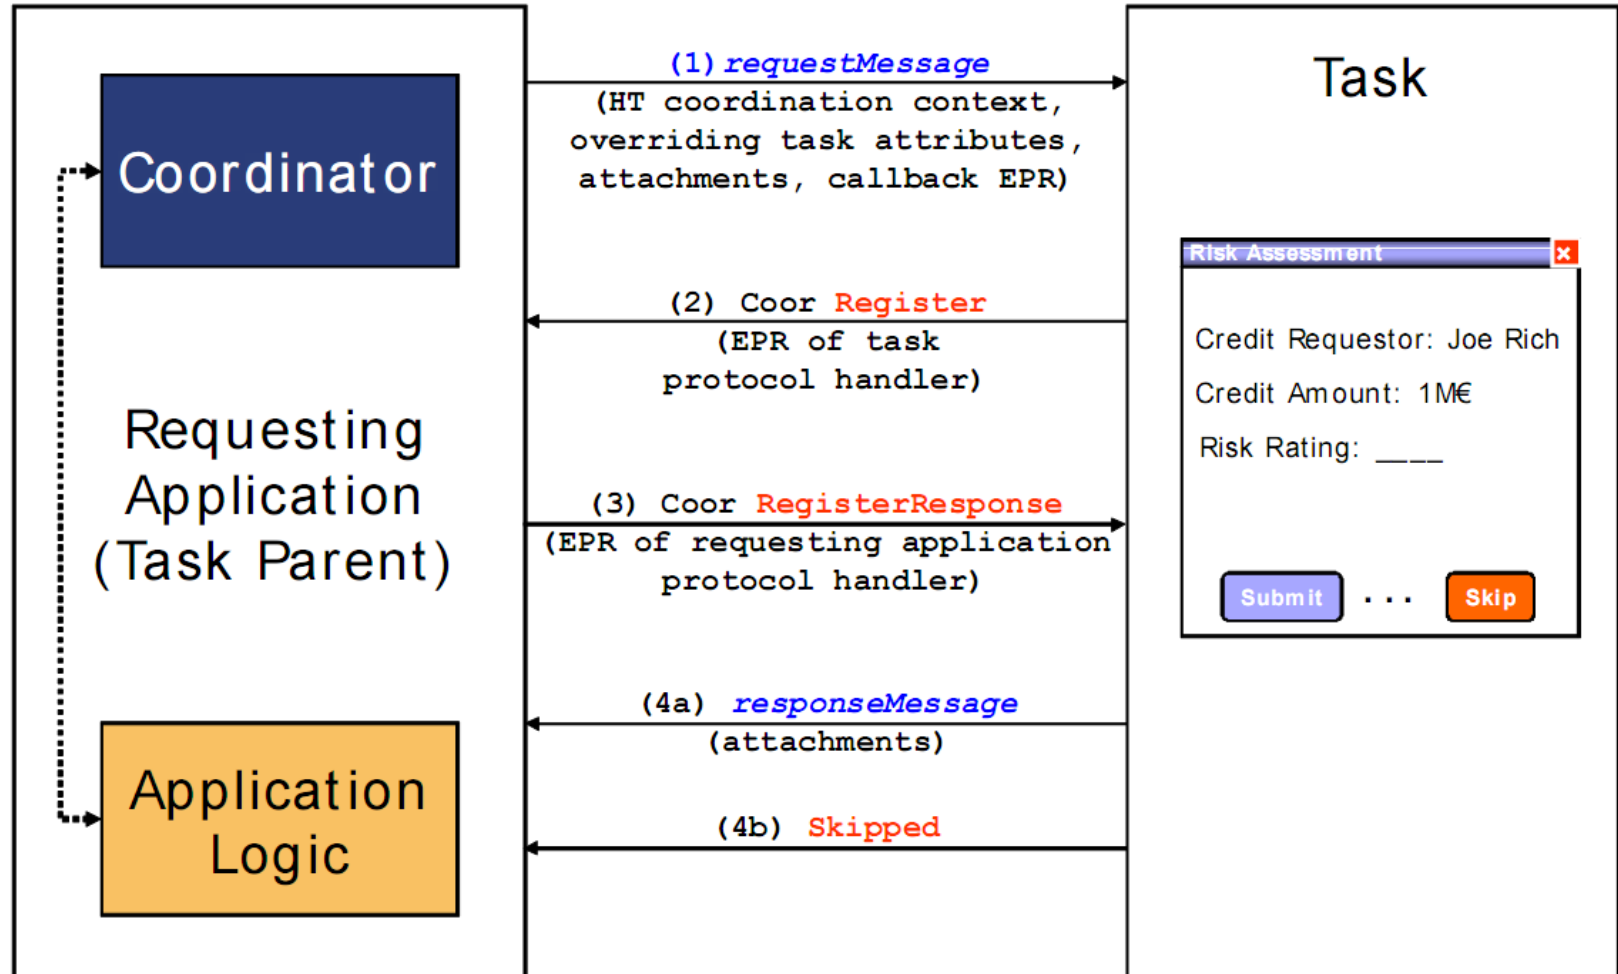 Coordinator
Requesting
Application
(Task Parent)
Application
Logic
(1) requestMessage
(HT coordination context,
overriding task attributes,
attachments, callback EPR)
(2) Coor Register
(EPR of task
protocol handler)
(3) Coor RegisterResponse
(EPR of requesting application
protocol handler)
(4a) responseMessage
(attachments)
(4b) Skipped
Task
Risk Assessment
Credit Requestor: Joe Rich
Credit Amount: 1M€
Risk Rating: ____
Submit ... Skip